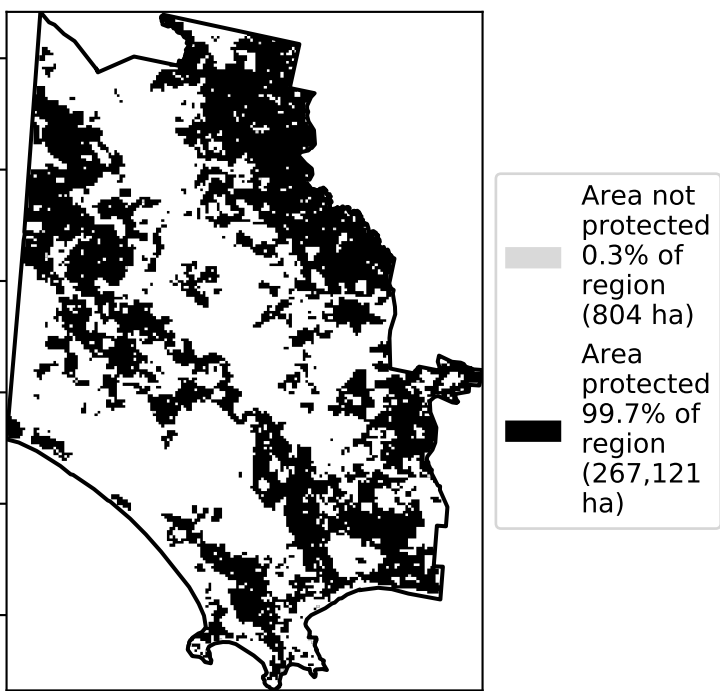 Area not
protected
0.3% of
region
(804 ha)
Area
protected
99.7% of
region
(267,121
ha)